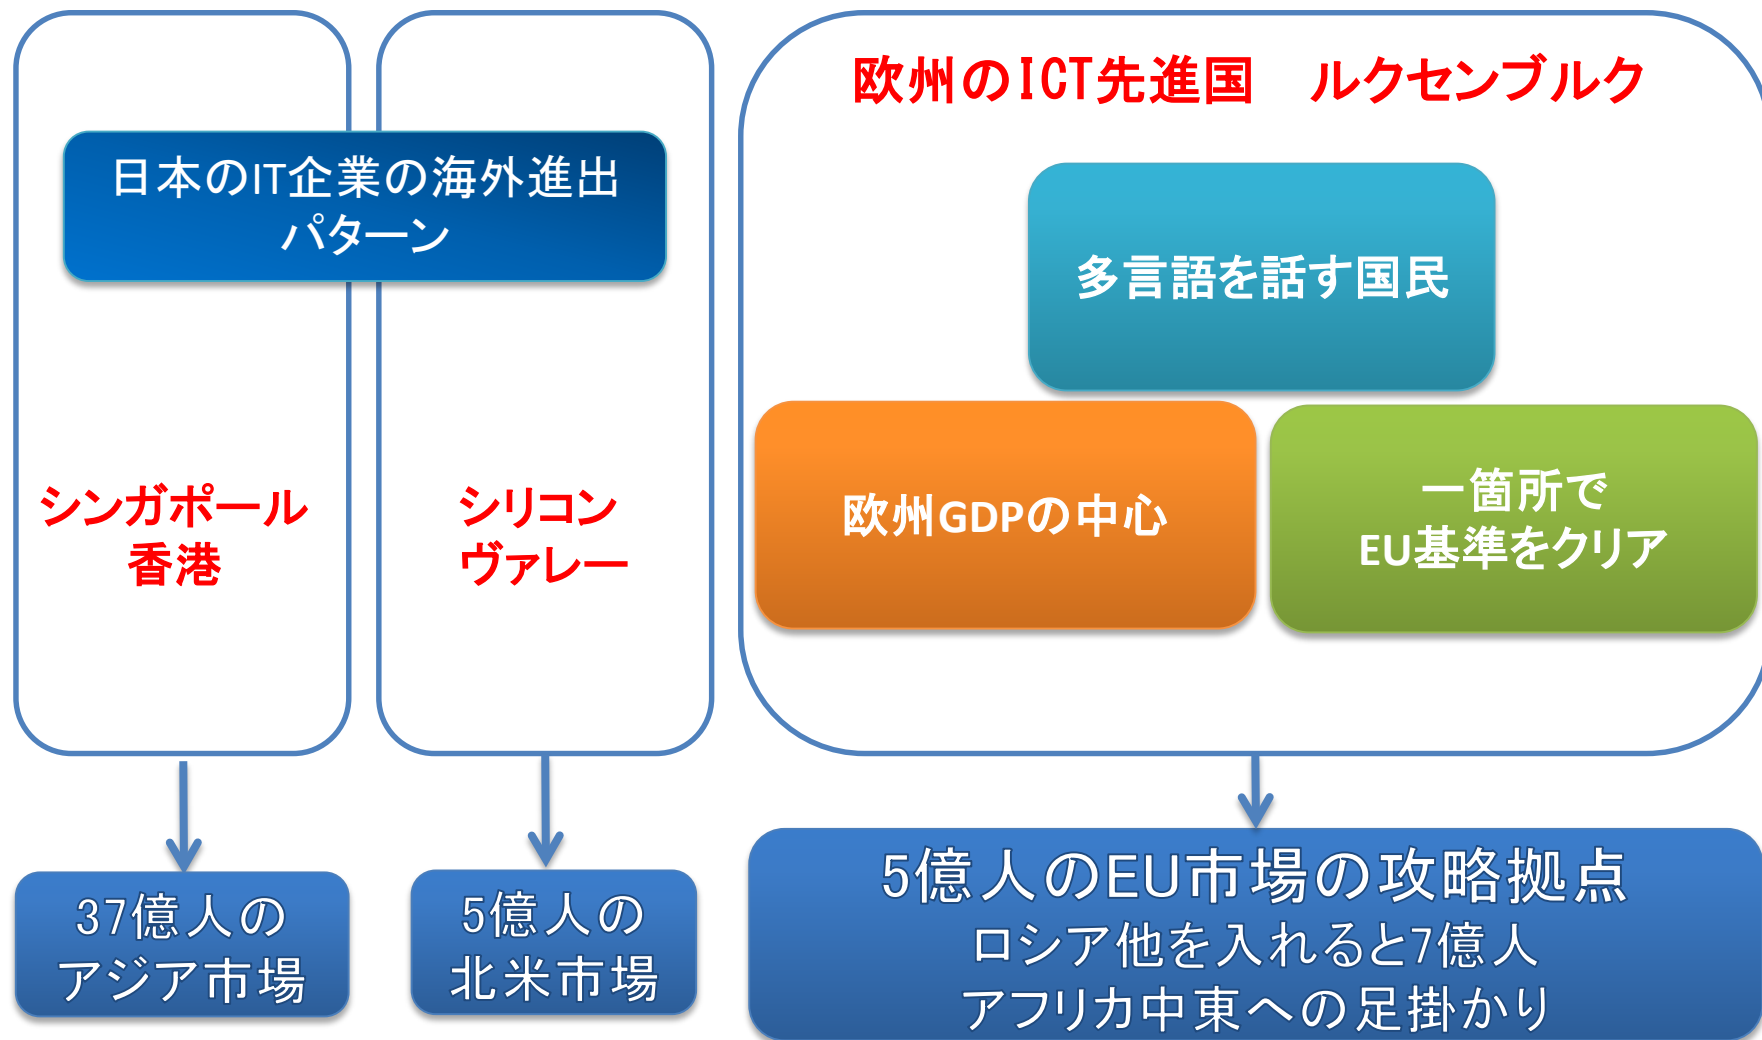 日本のIT企業の海外進出
パターン
シンガポール
香港
シリコン
ヴァレー
37億人の
アジア市場
5億人の
北米市場
欧州のICT先進国　ルクセンブルク
多言語を話す国民
欧州GDPの中心
一箇所で
EU基準をクリア
5億人のEU市場の攻略拠点
ロシア他を入れると7億人
アフリカ中東への足掛かり